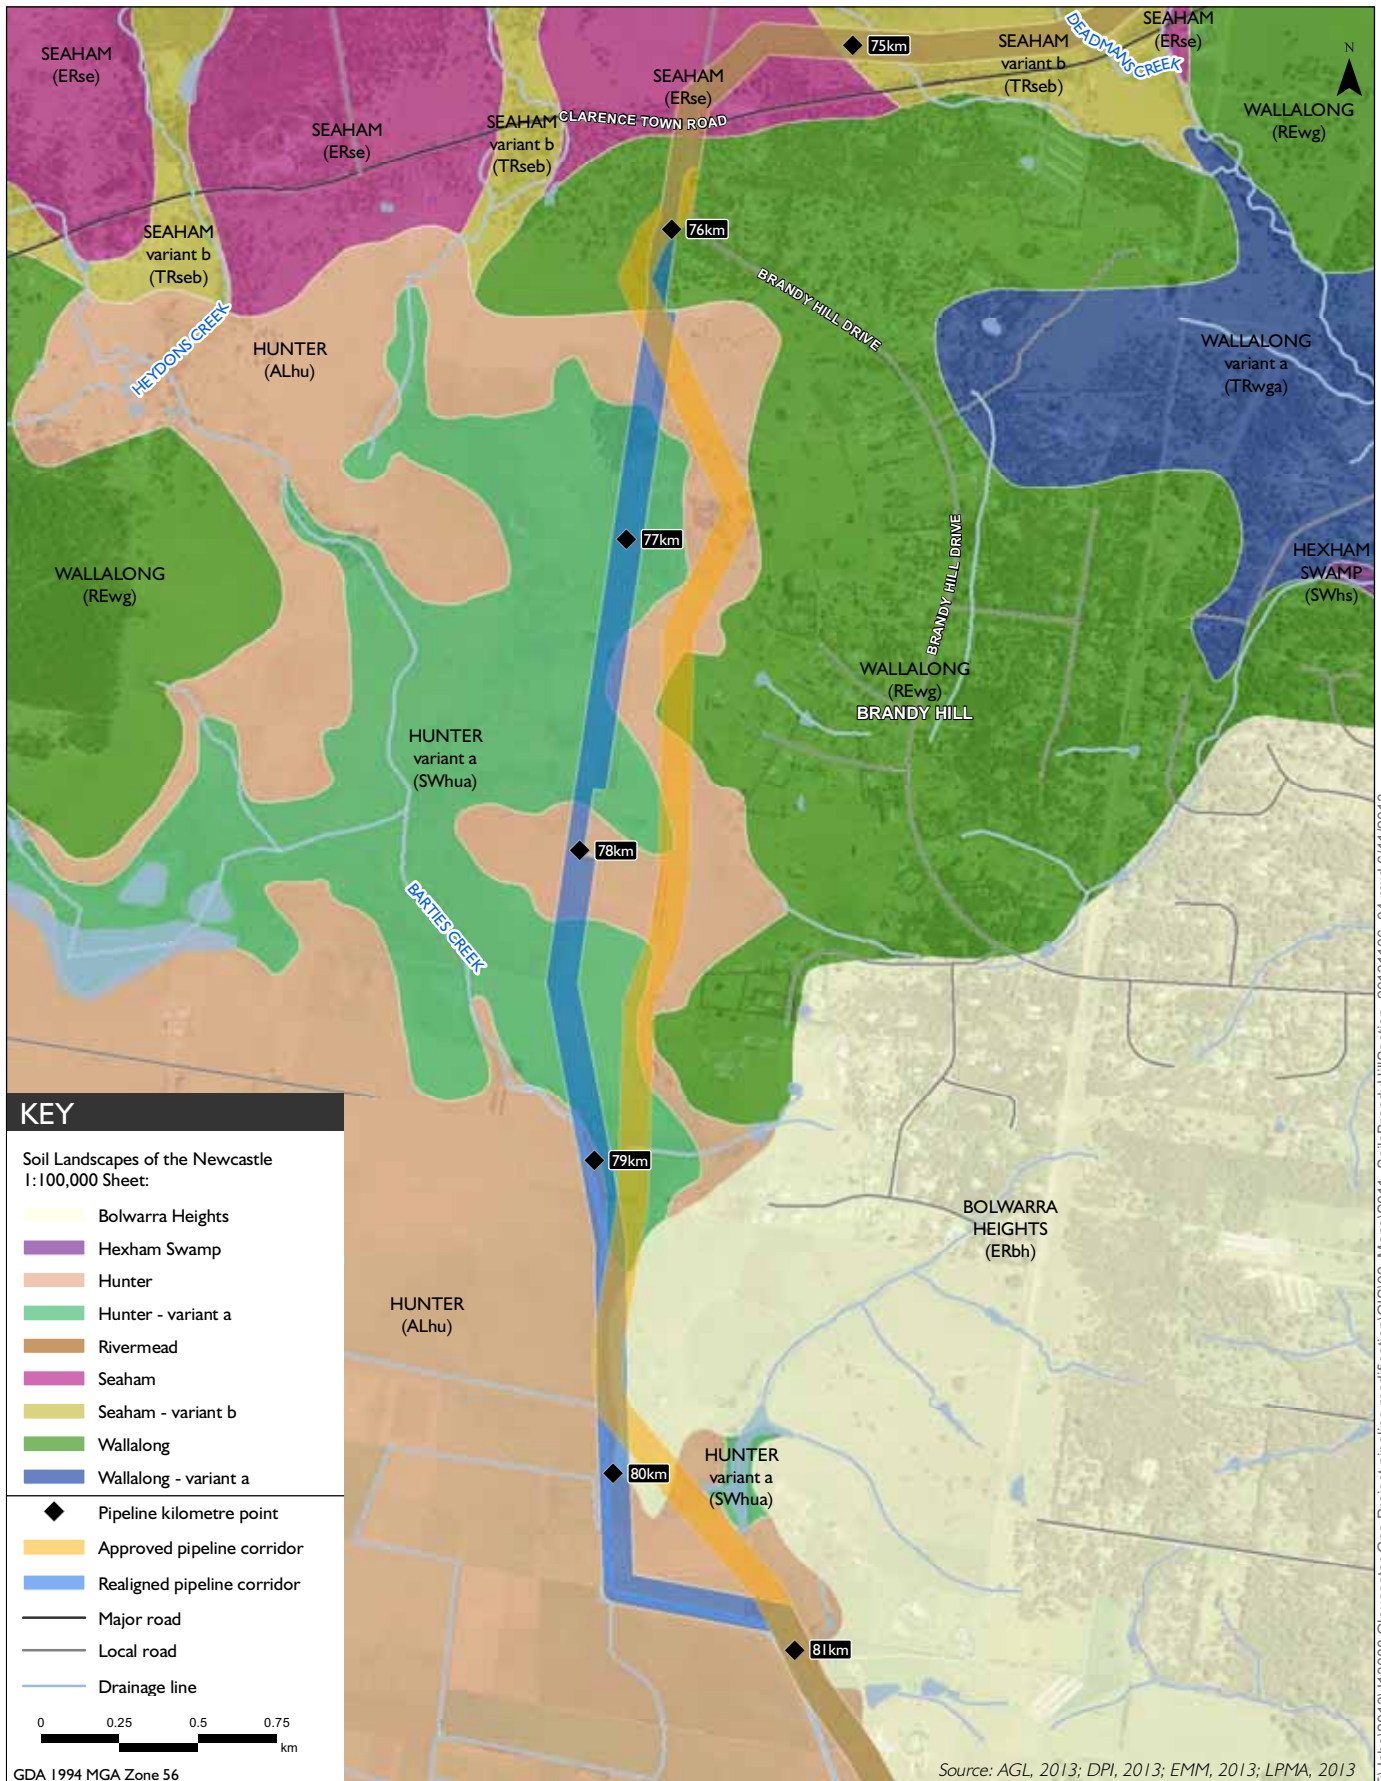 SEAHAM
(ERse)
DEADMANS CREEK
SEAHAM
(ERse)
75km
SEAHAM
variant b
(TRseb)
N
SEAHAM
(ERse)
WALLALONG
(REwg)
SEAHAM
(ERse)
SEAHAM
variant b
(TRseb)
CLARENCE TOWN ROAD
SEAHAM
variant b
(TRseb)
76km
BRANDY HILL DRIVE
HEYDONS CREEK
HUNTER
(ALhu)
WALLALONG
variant a
(TRwga)
77km
BRANDY HILL DRIVE
HEXHAM
SWAMP
(SWhs)
WALLALONG
(REwg)
WALLALONG
(REwg)
BRANDY HILL
HUNTER
variant a
(SWhua)
78km
BARTIES CREEK
79km
BOLWARRA
HEIGHTS
(ERbh)
HUNTER
(ALhu)
80km
HUNTER
variant a
(SWhua)
81km
KEY
Soil Landscapes of the Newcastle
1:100,000 Sheet:
Bolwarra Heights
Hexham Swamp
Hunter
Hunter - variant a
Rivermead
Seaham
Seaham - variant b
Wallalong
Wallalong - variant a
Pipeline kilometre point
Approved pipeline corridor
Realigned pipeline corridor
Major road
Local road
Drainage line
0 0.25 0.5 0.75
km
GDA 1994 MGA Zone 56
Source: AGL, 2013; DPI, 2013; EMM, 2013; LPMA, 2013